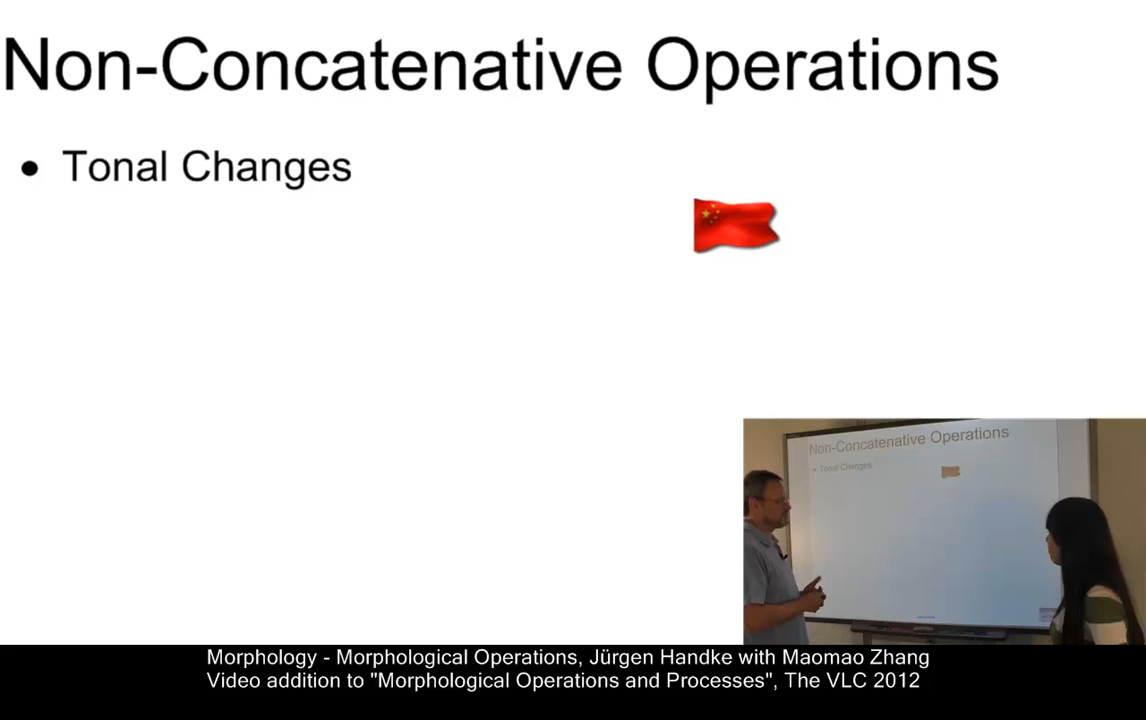 Non-Concatenative Operations
• Tonal Changes
Non-Concatenative Operations
• Tonal Changes
Morphology - Morphological Operations, Jürgen Handke with Maomao Zhang
Video addition to "Morphological Operations and Processes", The VLC 2012